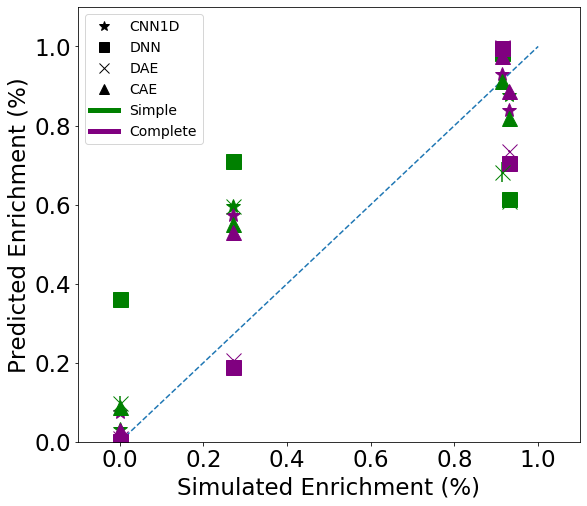 CNN1D
DNN
DAE
CAE
Simple
Complete
1.0
0.8
0.6
0.4
0.2
0.0
Predicted Enrichment (%)
0.0 0.2 0.4 0.6 0.8 1.0
Simulated Enrichment (%)